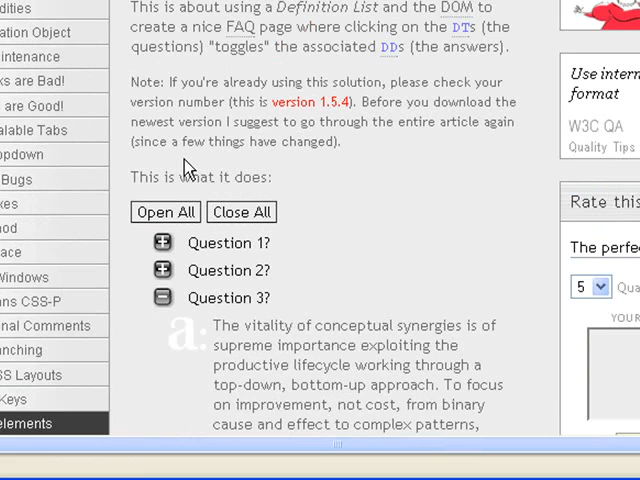 dities
ation Object
intenance
ks are Bad!
are Good!
alable Tabs
opdown
Bugs
xes
od
ace
Windows
ans CSS-P
nal Comments
anching
SS Layouts
Keys
elements
This is about using a Definition List and the DOM to
create a nice FAQ page where clicking on the DTs (the
questions) "toggles" the associated DDs (the answers).
Note: If you're already using this solution, please check your
version number (this is version 1.5.4). Before you download the
newest version I suggest to go through the entire article again
(since a few things have changed).
This is what it does:
Open All Close All
Question 1?
Question 2?
Question 3?
a: The vitality of conceptual synergies is of
supreme importance exploiting the
productive lifecycle working through a
top-down, bottom-up approach. To focus
on improvement, not cost, from binary
cause and effect to complex patterns,
Use intern
format
W3C QA
Quality Tips
Rate this
The perfe
5 Qua
YOUR